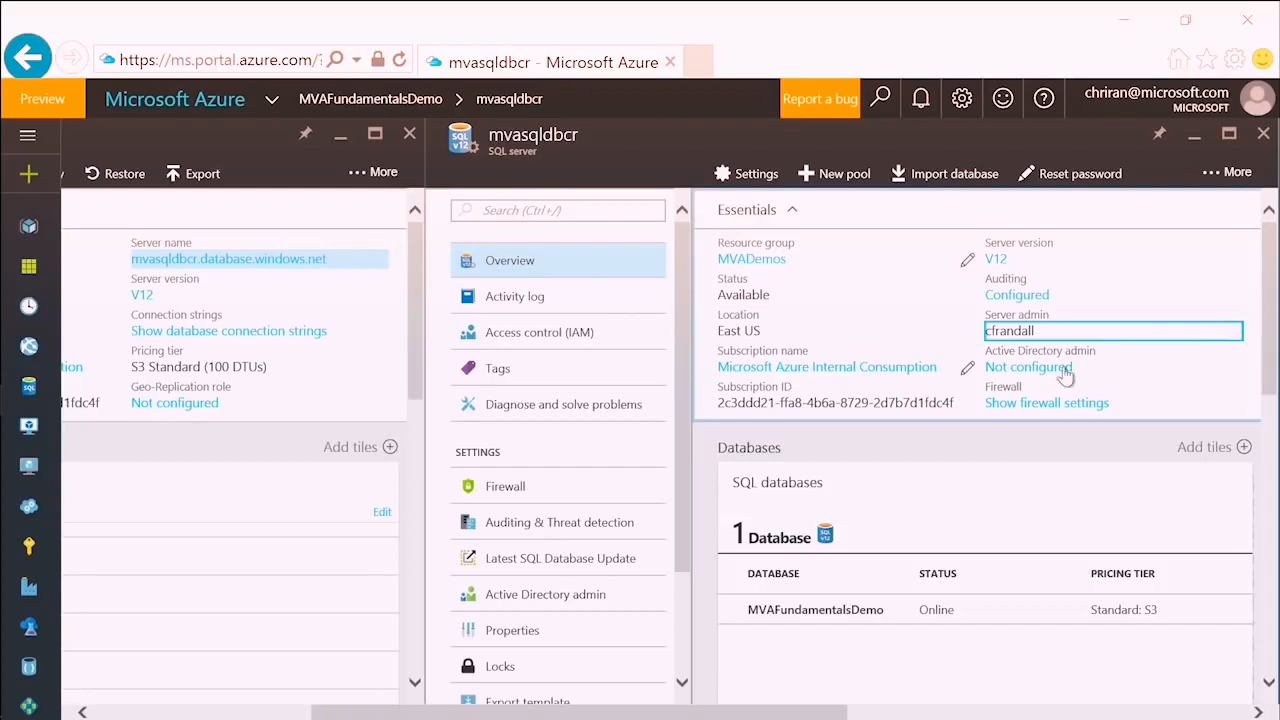 https://ms.portal.azure.com/
mvasqldbcr - Microsoft Azure
Preview
Microsoft Azure
MVAFundamentalsDemo
mvasqldbcr
Report a bug
chriran@microsoft.com
MICROSOFT
Restore
Export
More
Server name
mvasqldbcr.database.windows.net
Server version
V12
Connection strings
Show database connection strings
Pricing tier
S3 Standard (100 DTUs)
Geo-Replication role
Not configured
tion
d1fdc4f
Add tiles
Edit
mvasqldbcr
SQL server
Search (Ctrl+/)
Overview
Activity log
Access control (IAM)
Tags
Diagnose and solve problems
SETTINGS
Firewall
Auditing & Threat detection
Latest SQL Database Update
Active Directory admin
Properties
Locks
Export template
Settings
New pool
Import database
Reset password
More
Essentials
Resource group
MVADemos
Status
Available
Location
East US
Subscription name
Microsoft Azure Internal Consumption
Subscription ID
2c3ddd21-ffa8-4b6a-8729-2d7b7d1fdc4f
Server version
V12
Auditing
Configured
Server admin
cfrandall
Active Directory admin
Not configured
Firewall
Show firewall settings
Databases
Add tiles
SQL databases
1 Database
DATABASE STATUS PRICING TIER
MVAFundamentalsDemo Online Standard: S3